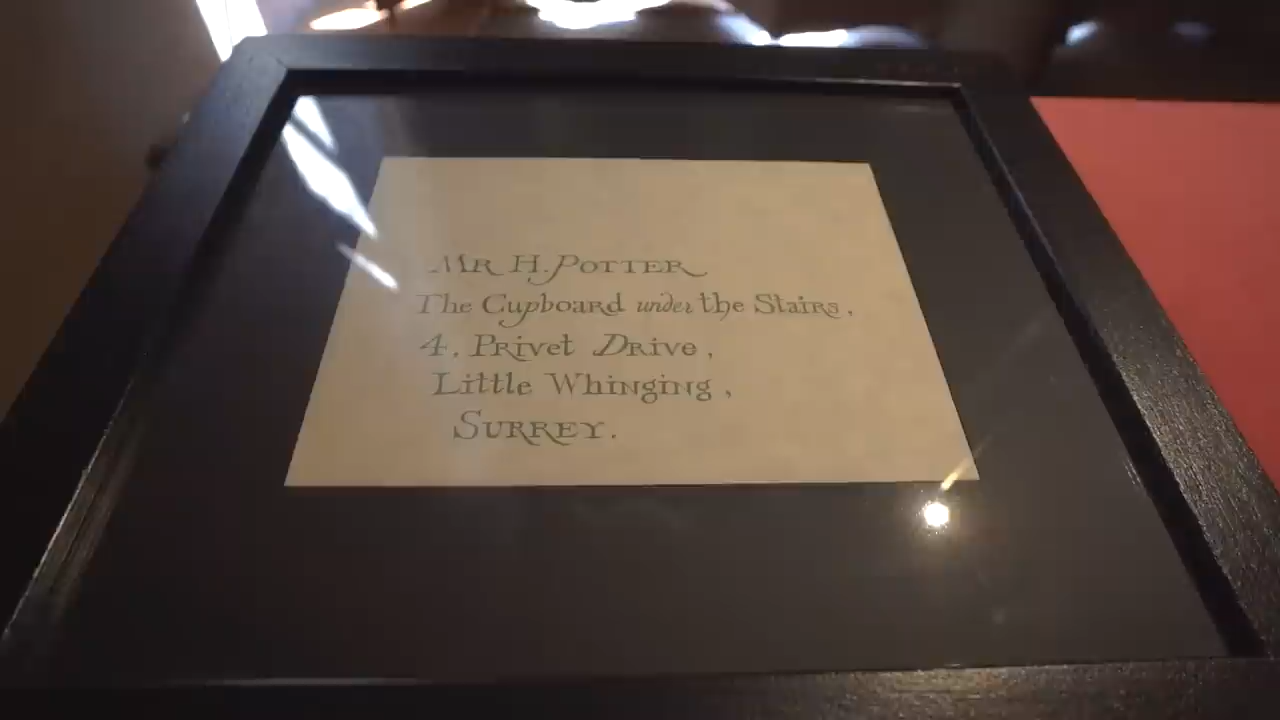 Mr H. Potter
The Cupboard under the Stairs,
4, Privet Drive,
Little Whinging,
Surrey.